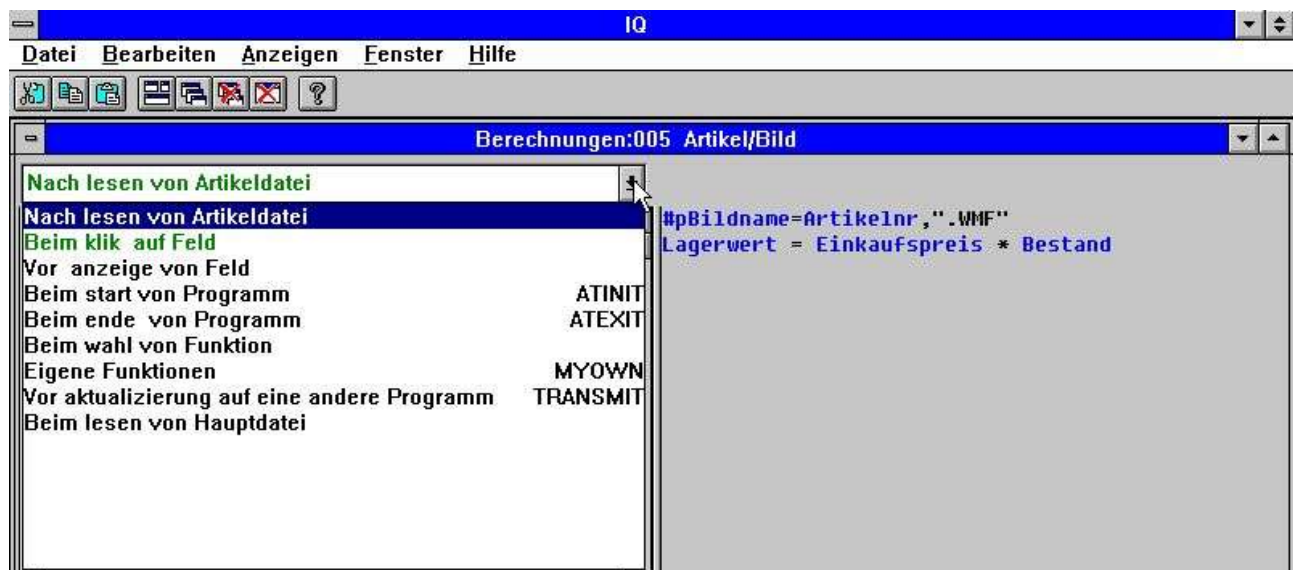 IQ
Datei Bearbeiten Anzeigen Fenster Hilfe
?
Berechnungen:005 Artikel/Bild
Nach lesen von Artikeldatei
Nach lesen von Artikeldatei
Beim klik auf Feld
Vor anzeige von Feld
Beim start von Programm ATINIT
Beim ende von Programm ATEXIT
Beim wahl von Funktion
Eigene Funktionen MYOWN
Vor aktualizierung auf eine andere Programm TRANSMIT
Beim lesen von Hauptdatei
#pBildname=Artikelnr,".WMF"
Lagerwert = Einkaufspreis * Bestand